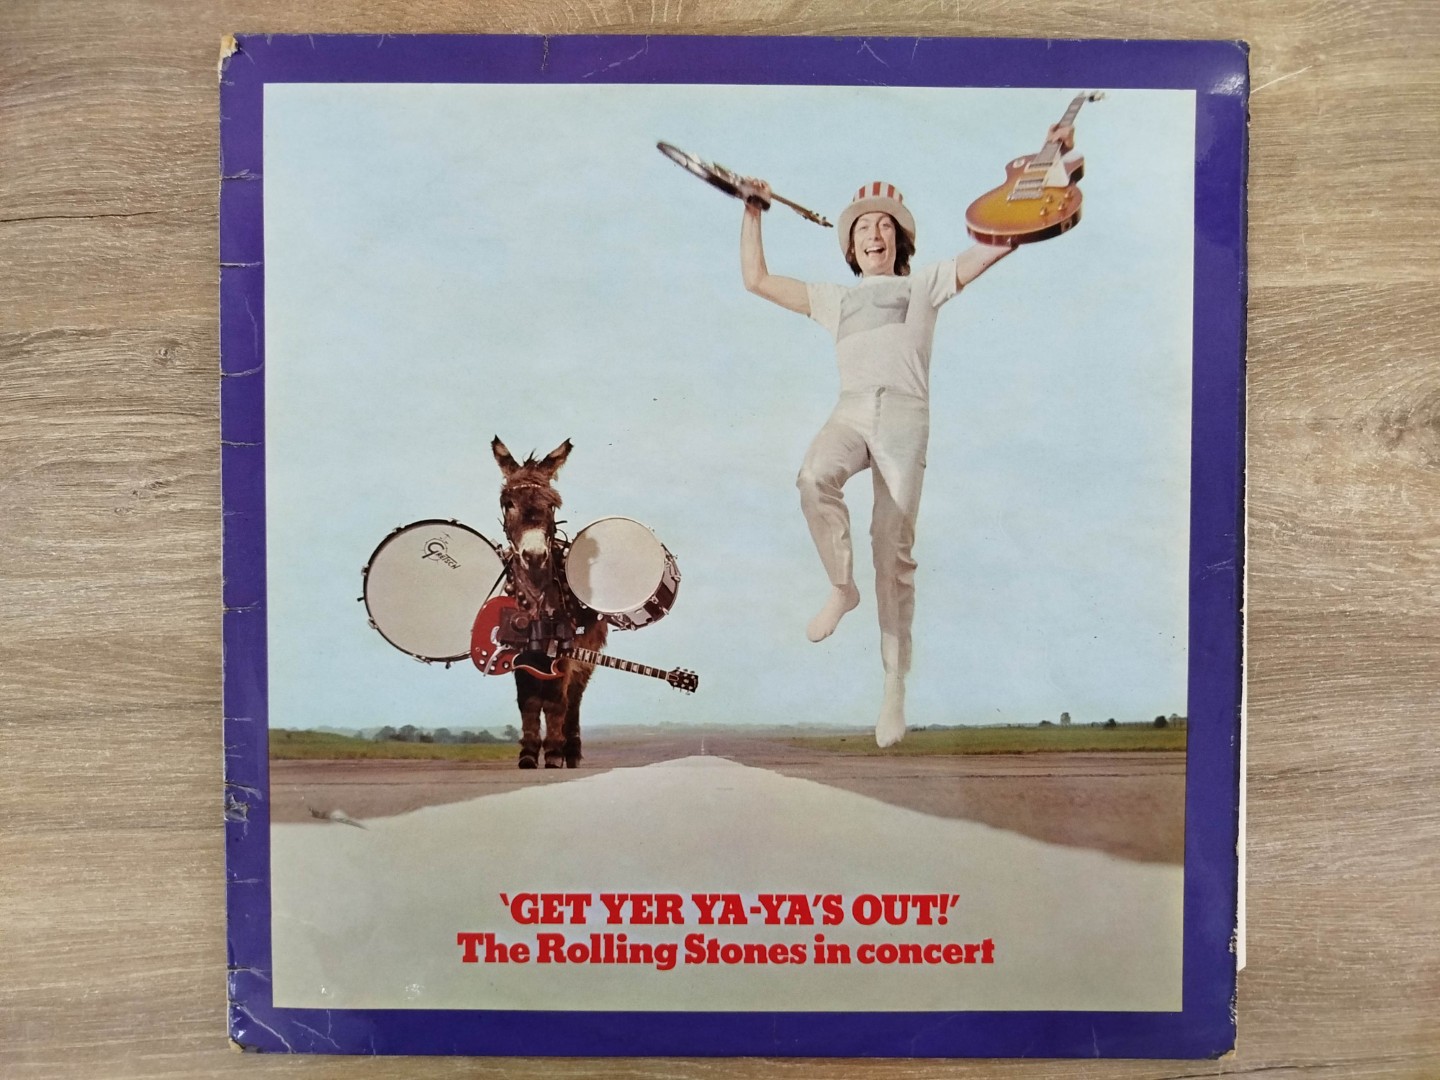 Gretsch
‘GET YER YA-YA’S OUT!’
The Rolling Stones in concert